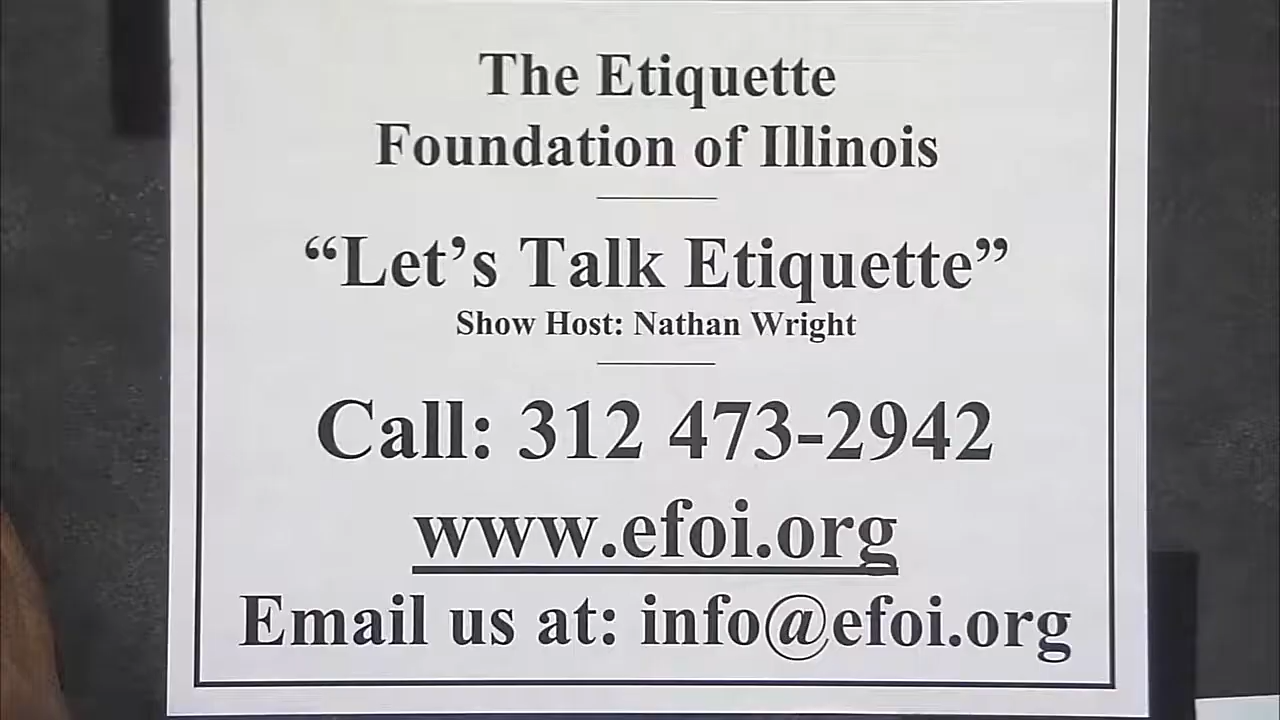 The Etiquette
Foundation of Illinois
“Let’s Talk Etiquette”
Show Host: Nathan Wright
Call: 312 473-2942
www.efoi.org
Email us at: info@efoi.org